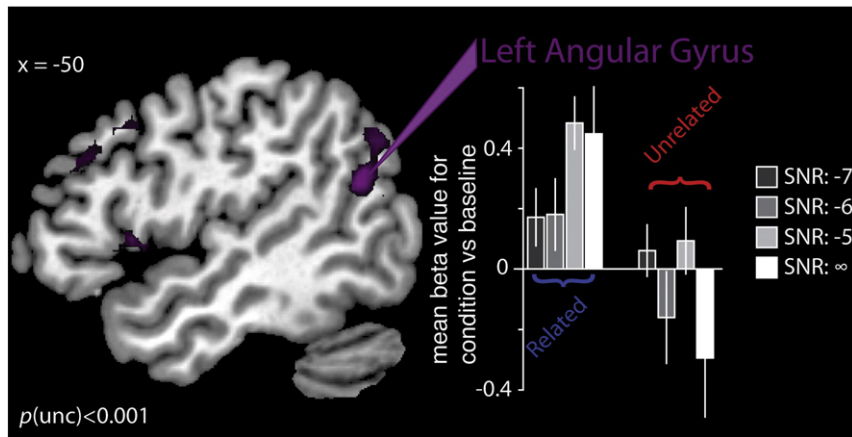 x = -50
Left Angular Gyrus
p(unc)<0.001
mean beta value for
condition vs baseline
0.4
0
-0.4
Related
Unrelated
SNR: -7
SNR: -6
SNR: -5
SNR: ∞